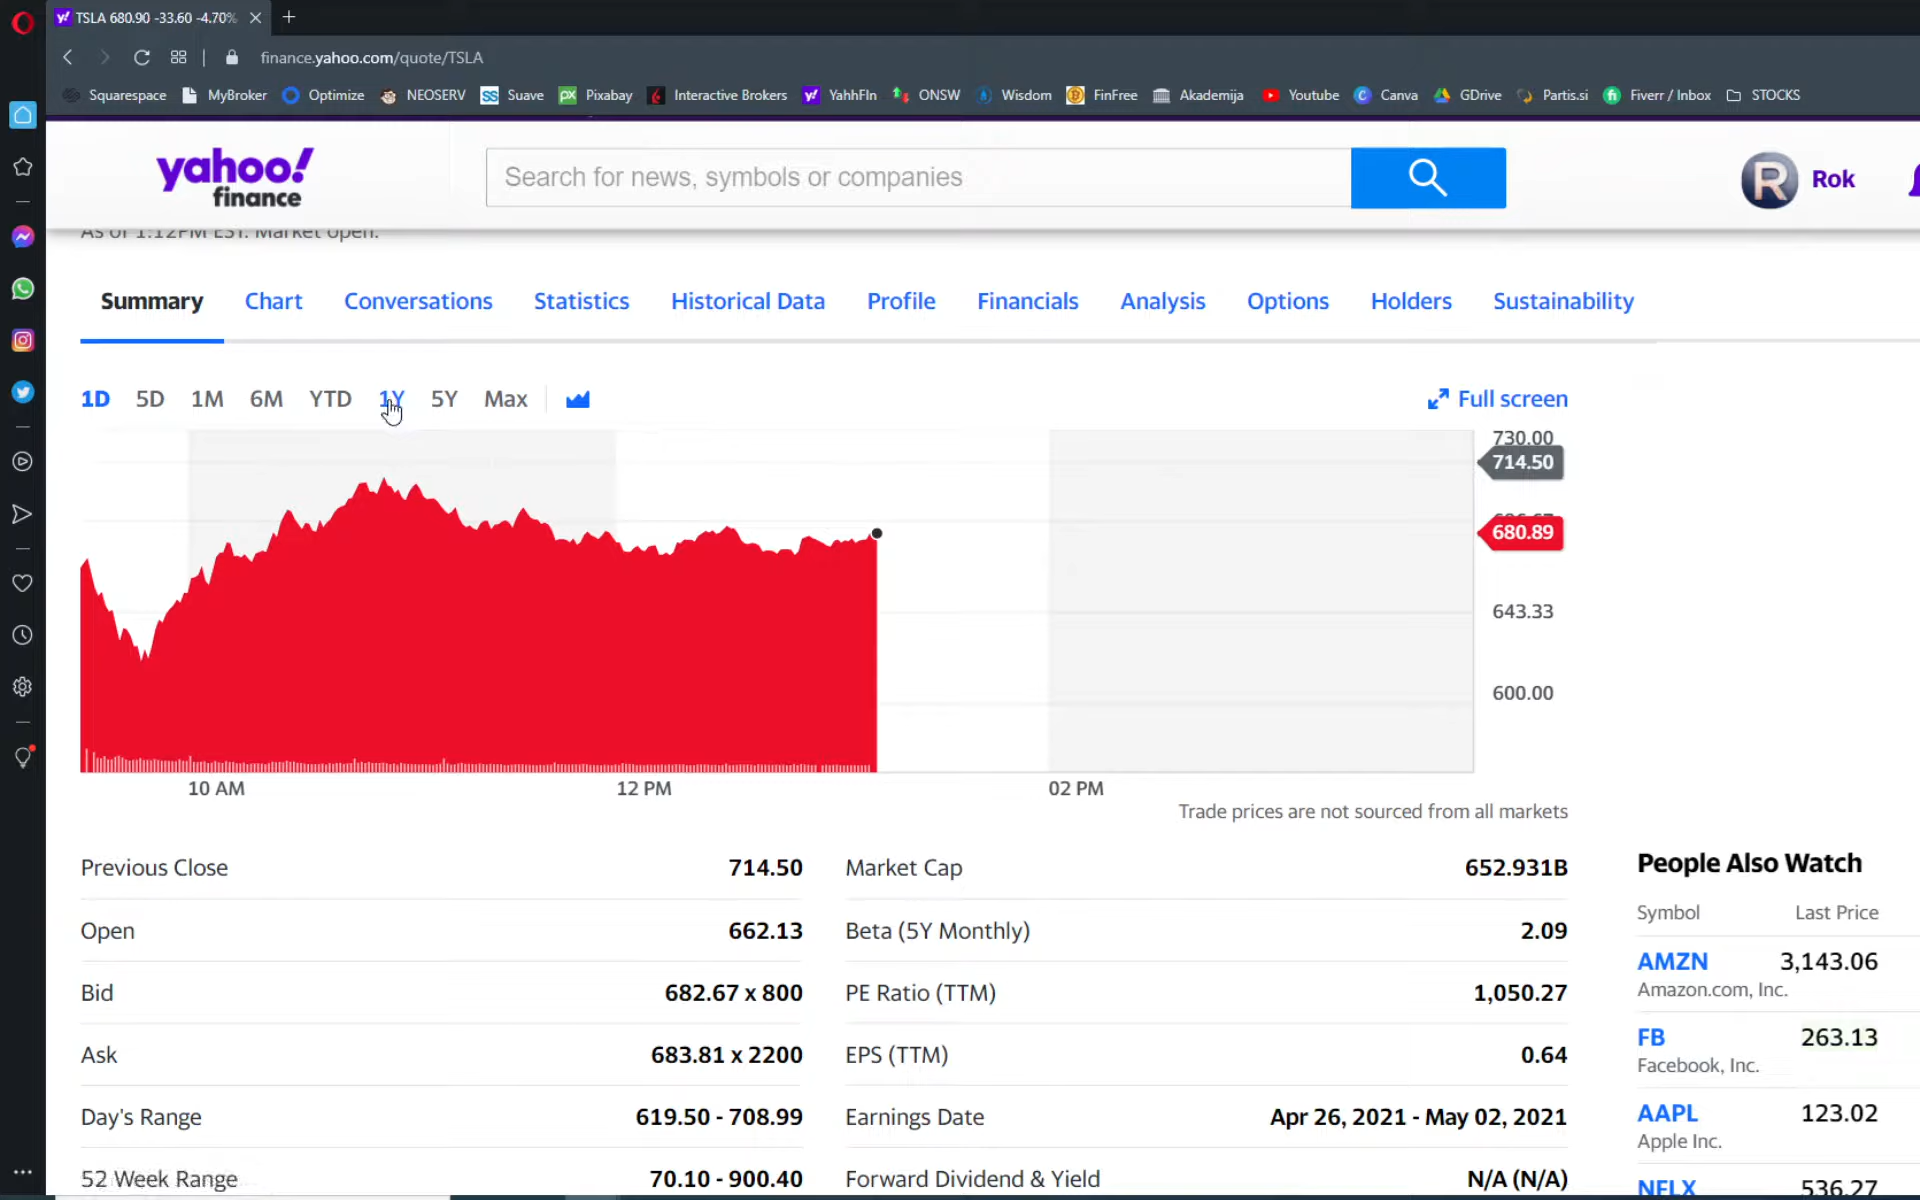 TSLA 680.90 -33.60 -4.70%
finance.yahoo.com/quote/TSLA
Squarespace MyBroker Optimize NEOSERV SS Suave px Pixabay Interactive Brokers y! YahhFIn ONSW Wisdom FinFree Akademija Youtube Canva GDrive Partis.si Fiverr / Inbox STOCKS
yahoo!
finance
Search for news, symbols or companies
R Rok
As of 1:12PM EST. Market open.
Summary Chart Conversations Statistics Historical Data Profile Financials Analysis Options Holders Sustainability
1D 5D 1M 6M YTD 1Y 5Y Max Full screen
730.00
714.50
680.89
643.33
600.00
10 AM 12 PM 02 PM
Trade prices are not sourced from all markets
Previous Close 714.50 Market Cap 652.931B
Open 662.13 Beta (5Y Monthly) 2.09
Bid 682.67 x 800 PE Ratio (TTM) 1,050.27
Ask 683.81 x 2200 EPS (TTM) 0.64
Day's Range 619.50 - 708.99 Earnings Date Apr 26, 2021 - May 02, 2021
52 Week Range 70.10 - 900.40 Forward Dividend & Yield N/A (N/A)
People Also Watch
Symbol Last Price
AMZN 3,143.06
Amazon.com, Inc.
FB 263.13
Facebook, Inc.
AAPL 123.02
Apple Inc.
NFLX 536.27